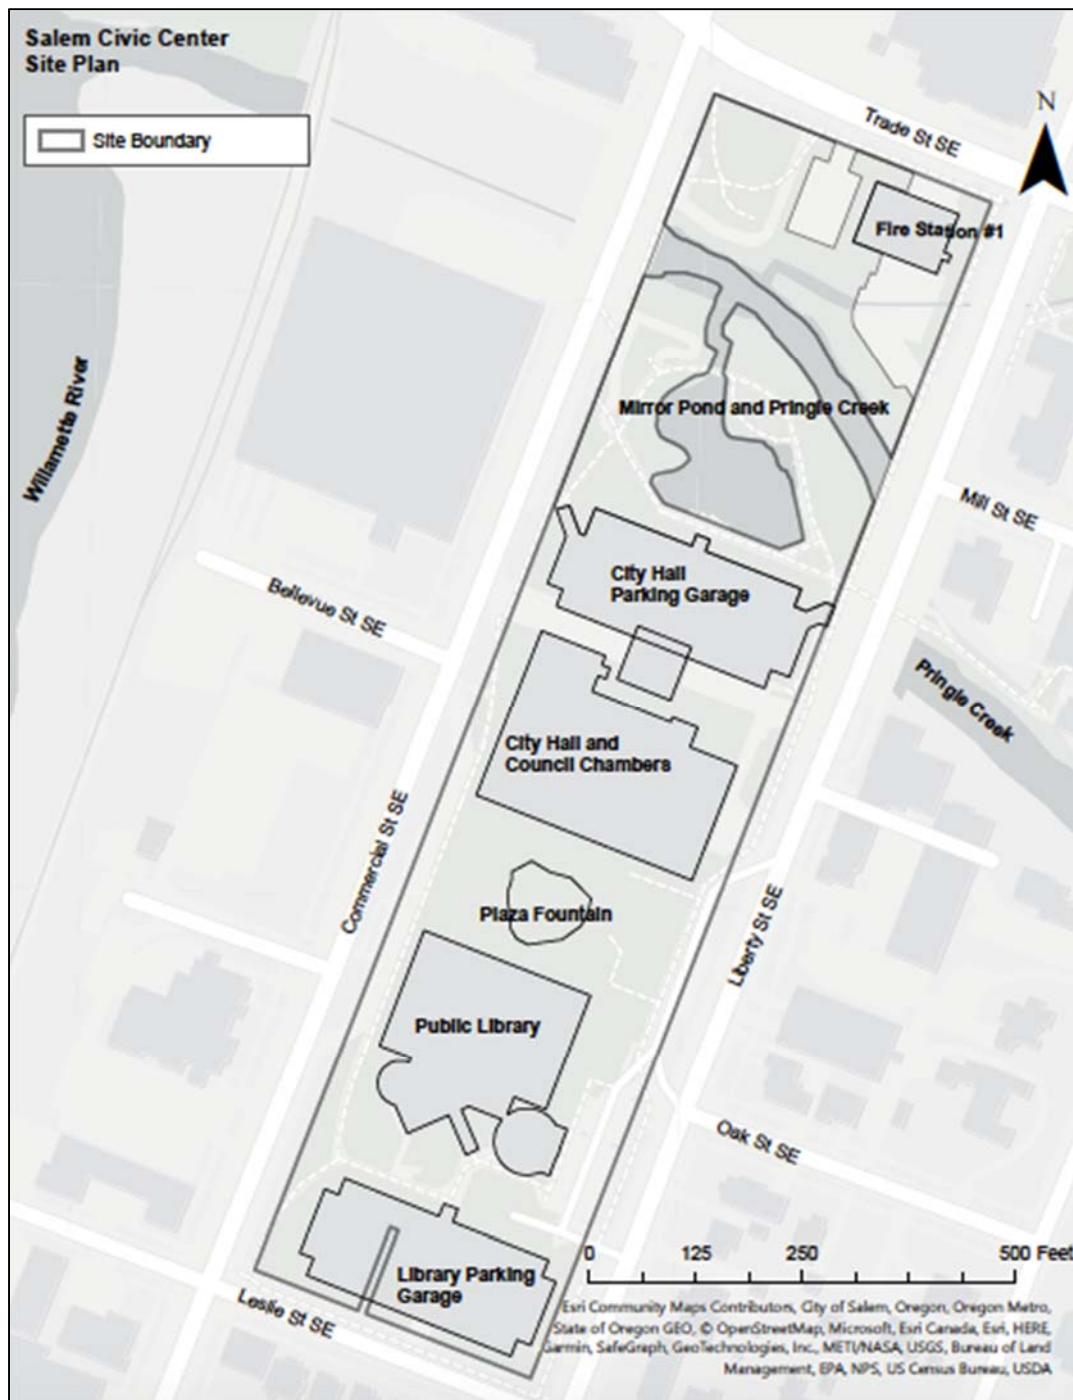 Salem Civic Center
Site Plan
Site Boundary
N
Trade St SE
Fire Station #1
Willamette River
Mirror Pond and Pringle Creek
Mill St SE
City Hall
Parking Garage
Bellevue St SE
Pringle Creek
City Hall and
Council Chambers
Commercial St SE
Plaza Fountain
Liberty St SE
Public Library
Oak St SE
0 125 250 500 Feet
Library Parking
Garage
Leslie St SE
Esri Community Maps Contributors, City of Salem, Oregon, Oregon Metro,
State of Oregon GEO, © OpenStreetMap, Microsoft, Esri Canada, Esri, HERE,
Garmin, SafeGraph, GeoTechnologies, Inc., METI/NASA, USGS, Bureau of Land
Management, EPA, NPS, US Census Bureau, USDA